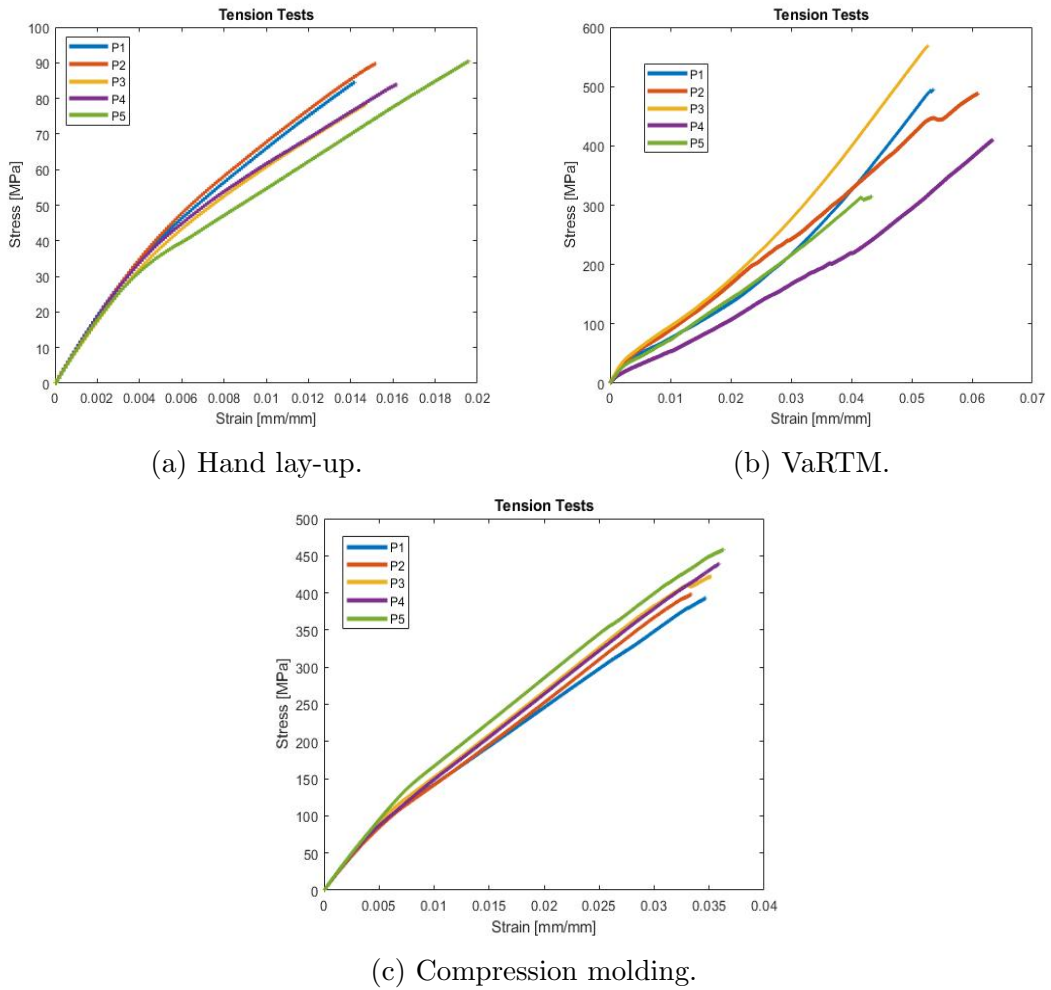 Tension Tests
100
90
80
70
60
50
40
30
20
10
0
Stress [MPa]
P1
P2
P3
P4
P5
0 0.002 0.004 0.006 0.008 0.01 0.012 0.014 0.016 0.018 0.02
Strain [mm/mm]
(a) Hand lay-up.
Tension Tests
600
500
400
300
200
100
0
Stress [MPa]
P1
P2
P3
P4
P5
0 0.01 0.02 0.03 0.04 0.05 0.06 0.07
Strain [mm/mm]
(b) VaRTM.
Tension Tests
500
450
400
350
300
250
200
150
100
50
0
Stress [MPa]
P1
P2
P3
P4
P5
0 0.005 0.01 0.015 0.02 0.025 0.03 0.035 0.04
Strain [mm/mm]
(c) Compression molding.